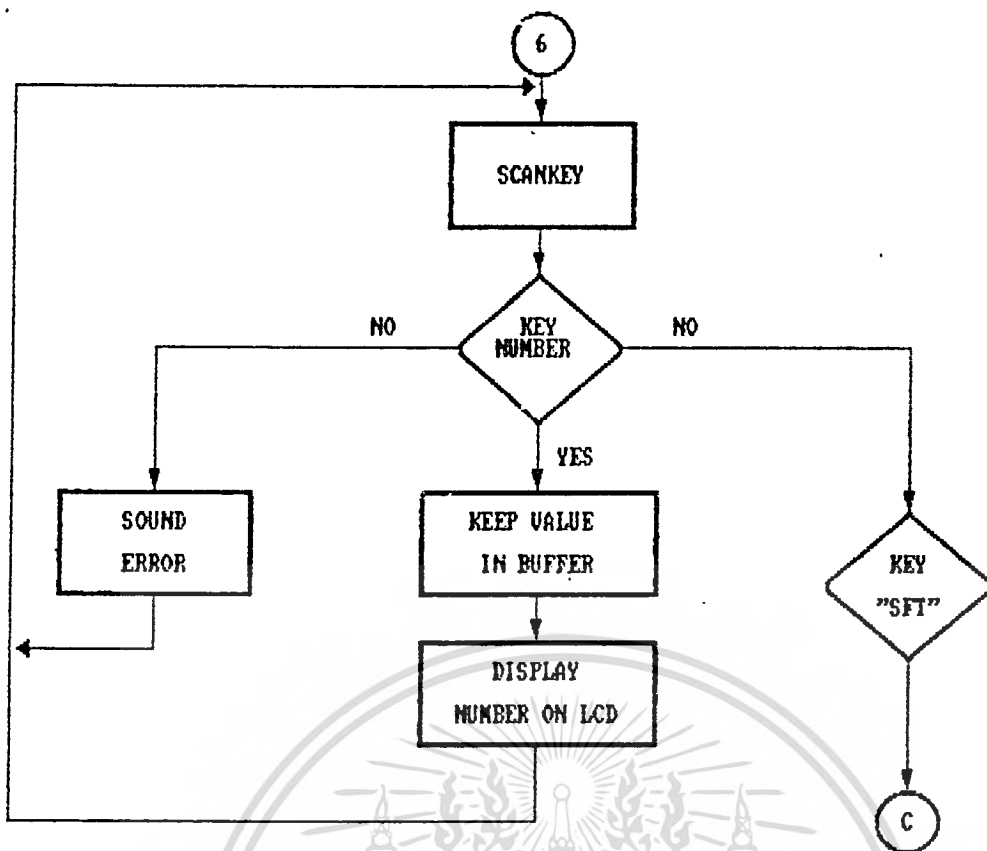 6
SCANKEY
KEY
NUMBER
NO
NO
YES
SOUND
ERROR
KEEP VALUE
IN BUFFER
KEY
"SFT"
DISPLAY
NUMBER ON LCD
C